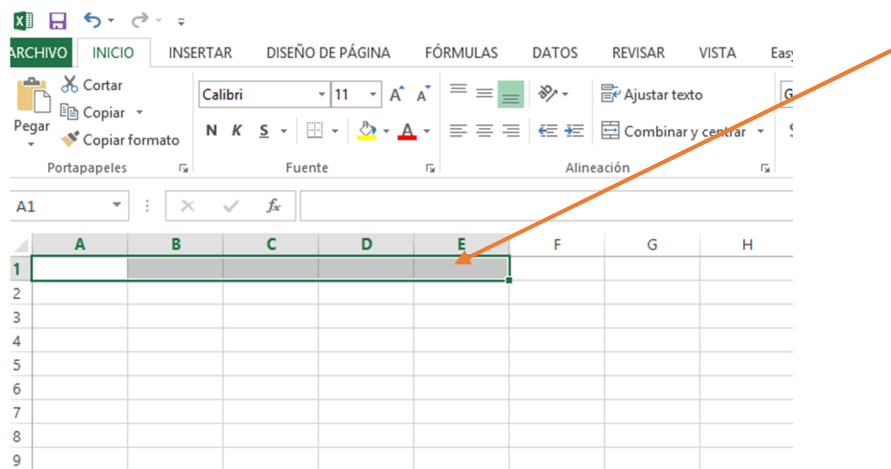 ARCHIVO INICIO INSERTAR DISEÑO DE PÁGINA FÓRMULAS DATOS REVISAR VISTA Easy
Pegar
Cortar
Copiar
Copiar formato
Portapapeles
Calibri 11 A A
N K S A
Fuente
Ajustar texto
Combinar y centrar
Alineación
G
A1 fx
A B C D E F G H
1
2
3
4
5
6
7
8
9